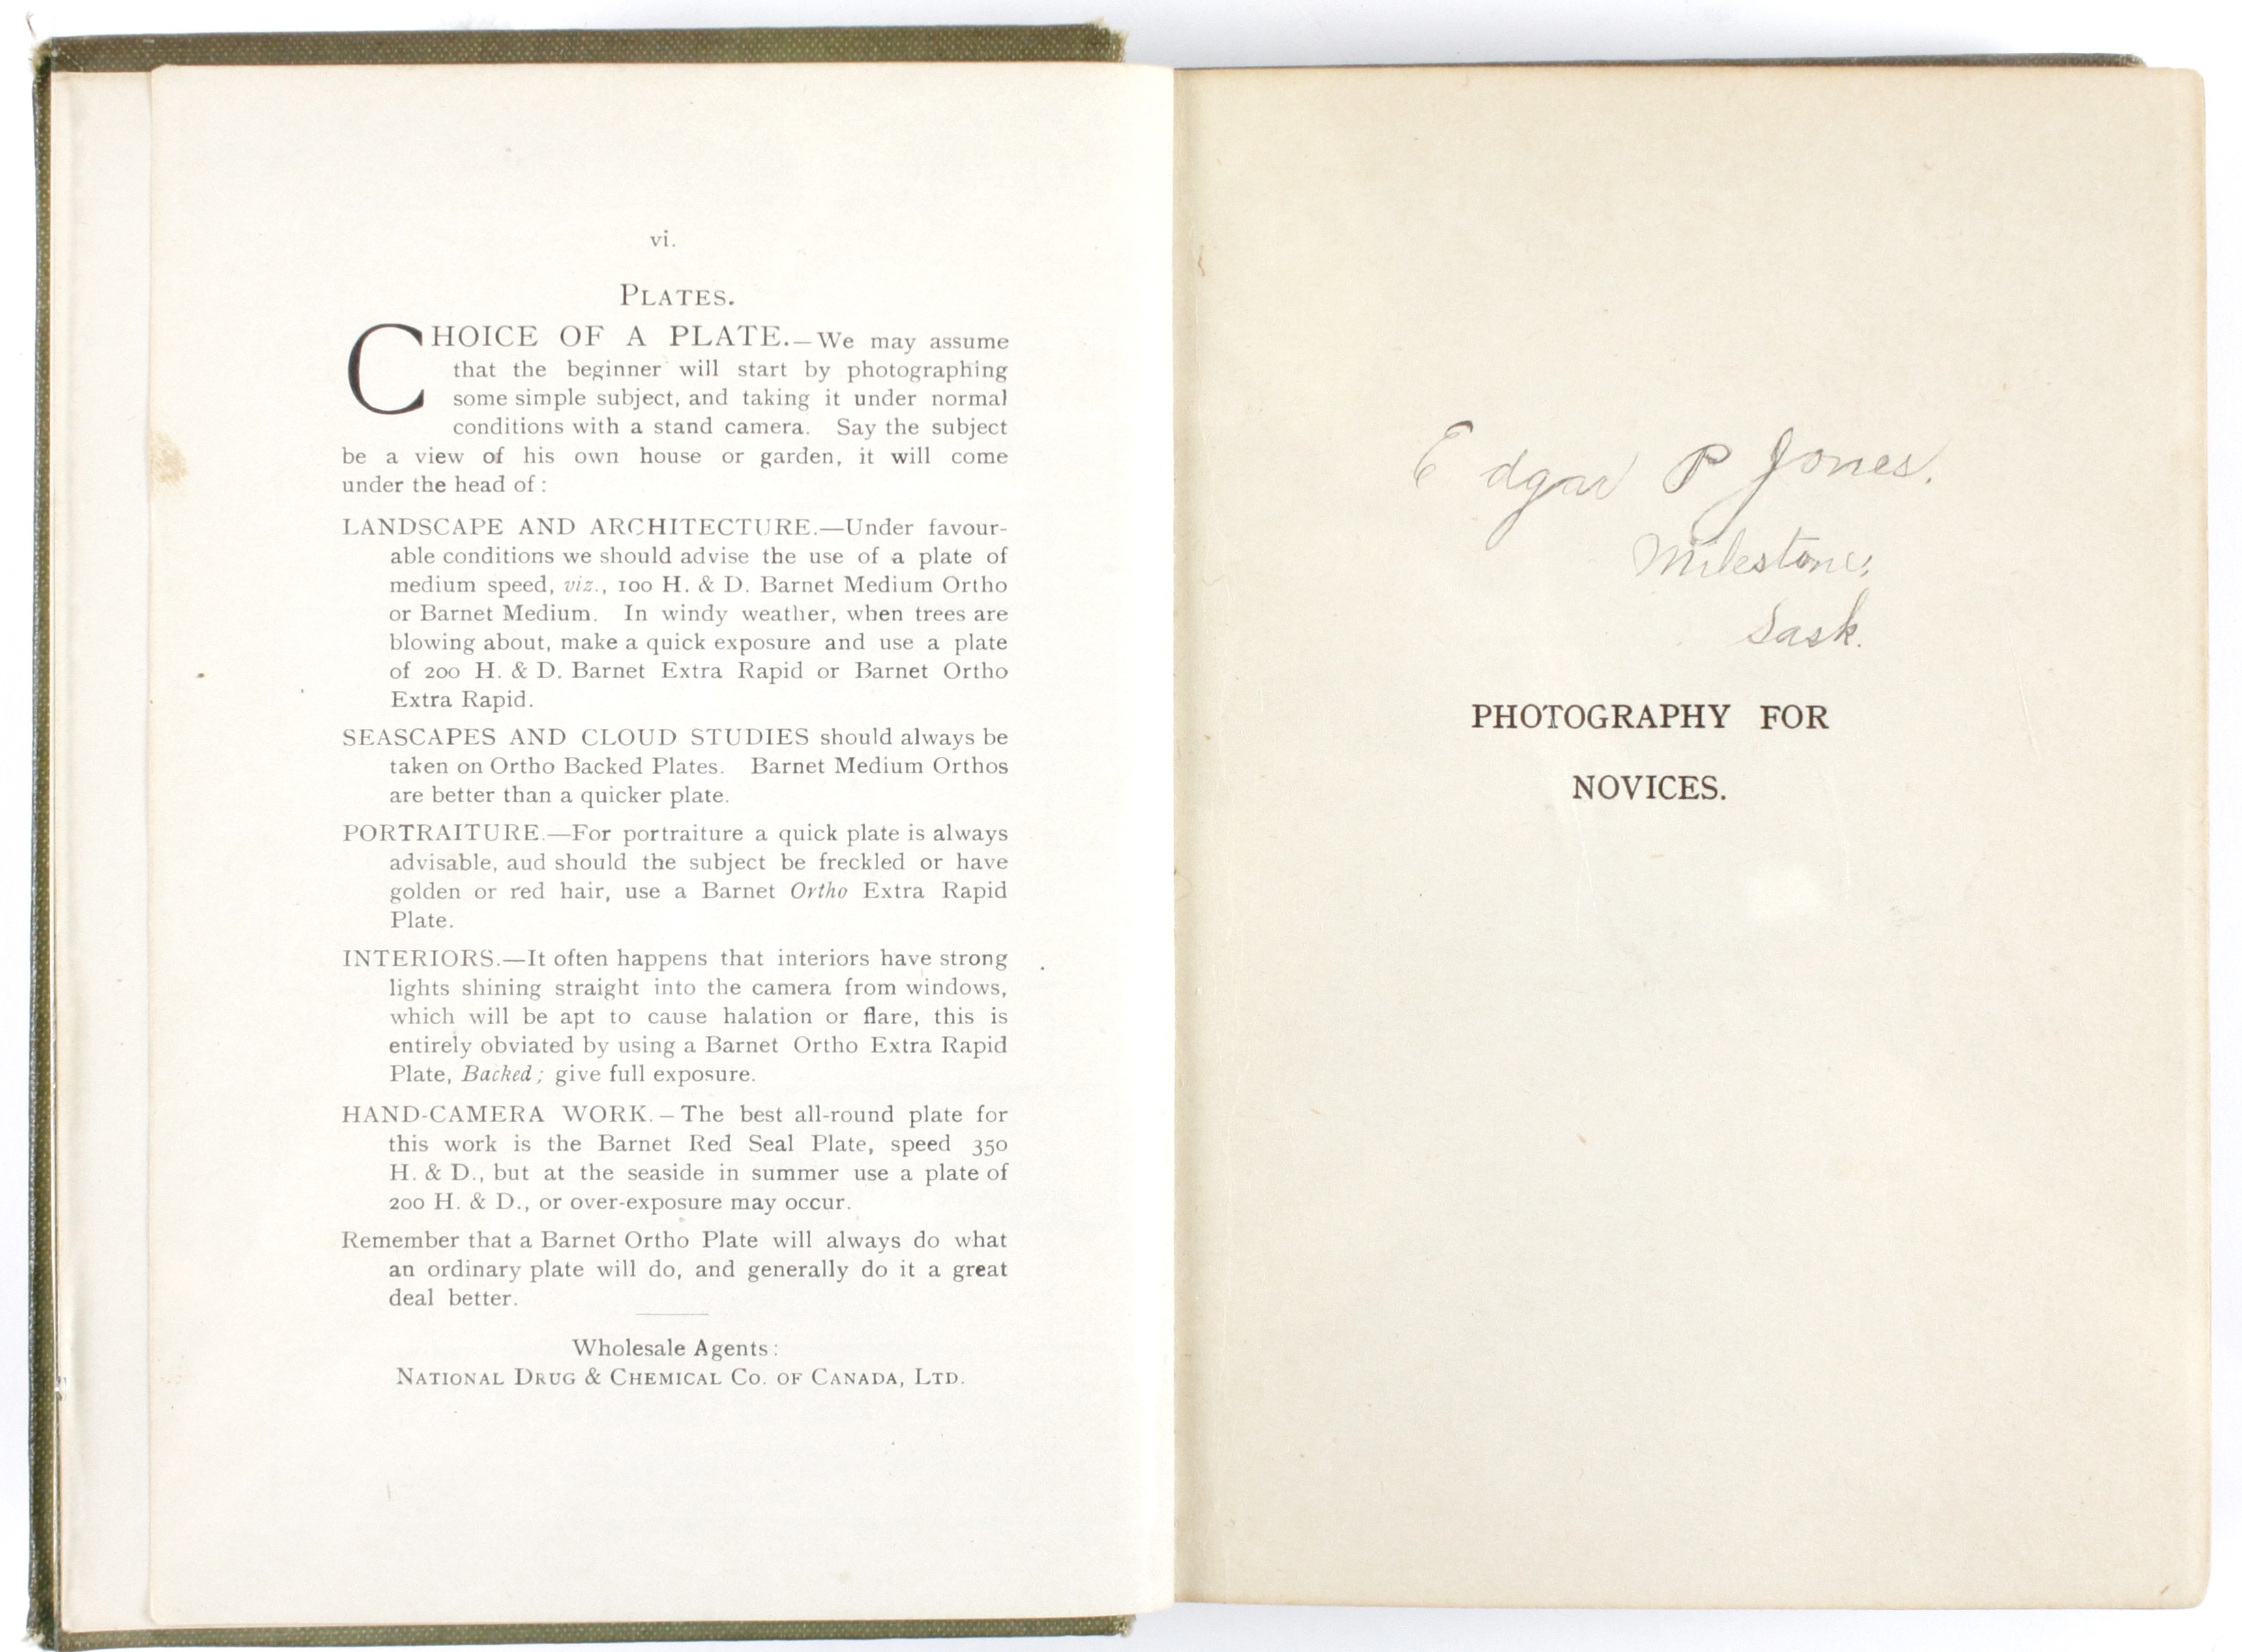 vi.
PLATES.
CHOICE OF A PLATE.—We may assume
that the beginner will start by photographing
some simple subject, and taking it under normal
conditions with a stand camera. Say the subject
be a view of his own house or garden, it will come
under the head of:
LANDSCAPE AND ARCHITECTURE.—Under favour-
able conditions we should advise the use of a plate of
medium speed, viz., 100 H. & D. Barnet Medium Ortho
or Barnet Medium. In windy weather, when trees are
blowing about, make a quick exposure and use a plate
of 200 H. & D. Barnet Extra Rapid or Barnet Ortho
Extra Rapid.
SEASCAPES AND CLOUD STUDIES should always be
taken on Ortho Backed Plates. Barnet Medium Orthos
are better than a quicker plate.
PORTRAITURE.—For portraiture a quick plate is always
advisable, aud should the subject be freckled or have
golden or red hair, use a Barnet Ortho Extra Rapid
Plate.
INTERIORS.—It often happens that interiors have strong
lights shining straight into the camera from windows,
which will be apt to cause halation or flare, this is
entirely obviated by using a Barnet Ortho Extra Rapid
Plate, Backed; give full exposure.
HAND-CAMERA WORK.–The best all-round plate for
this work is the Barnet Red Seal Plate, speed 350
H. & D., but at the seaside in summer use a plate of
200 H. & D., or over-exposure may occur.
Remember that a Barnet Ortho Plate will always do what
an ordinary plate will do, and generally do it a great
deal better.
Wholesale Agents:
NATIONAL DRUG & CHEMICAL CO. OF CANADA, LTD.
Edgar P Jones.
Milestone,
Sask.
PHOTOGRAPHY FOR
NOVICES.